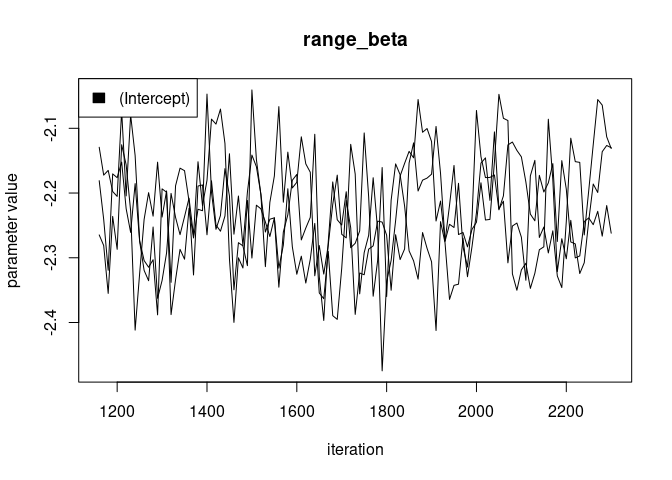 range_beta
(Intercept)
parameter value
-2.1
-2.2
-2.3
-2.4
1200 1400 1600 1800 2000 2200
iteration